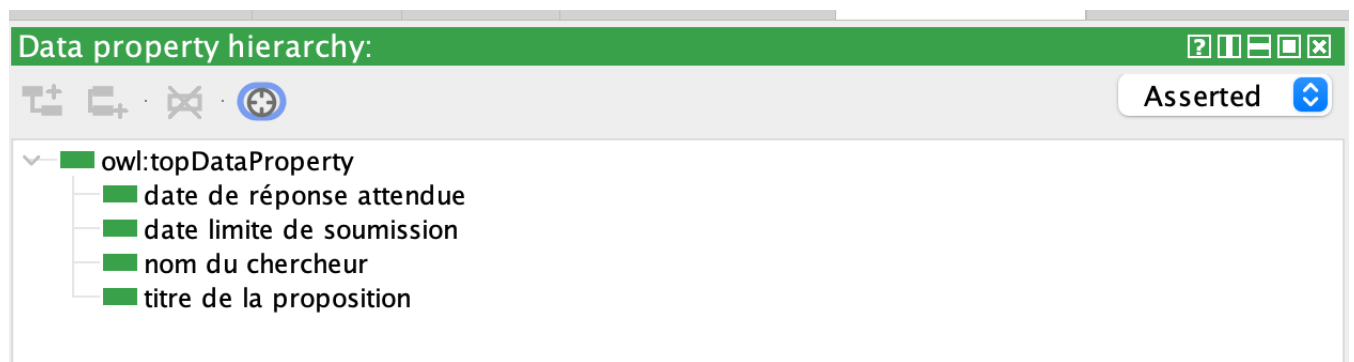 Data property hierarchy:
Asserted
owl:topDataProperty
date de réponse attendue
date limite de soumission
nom du chercheur
titre de la proposition